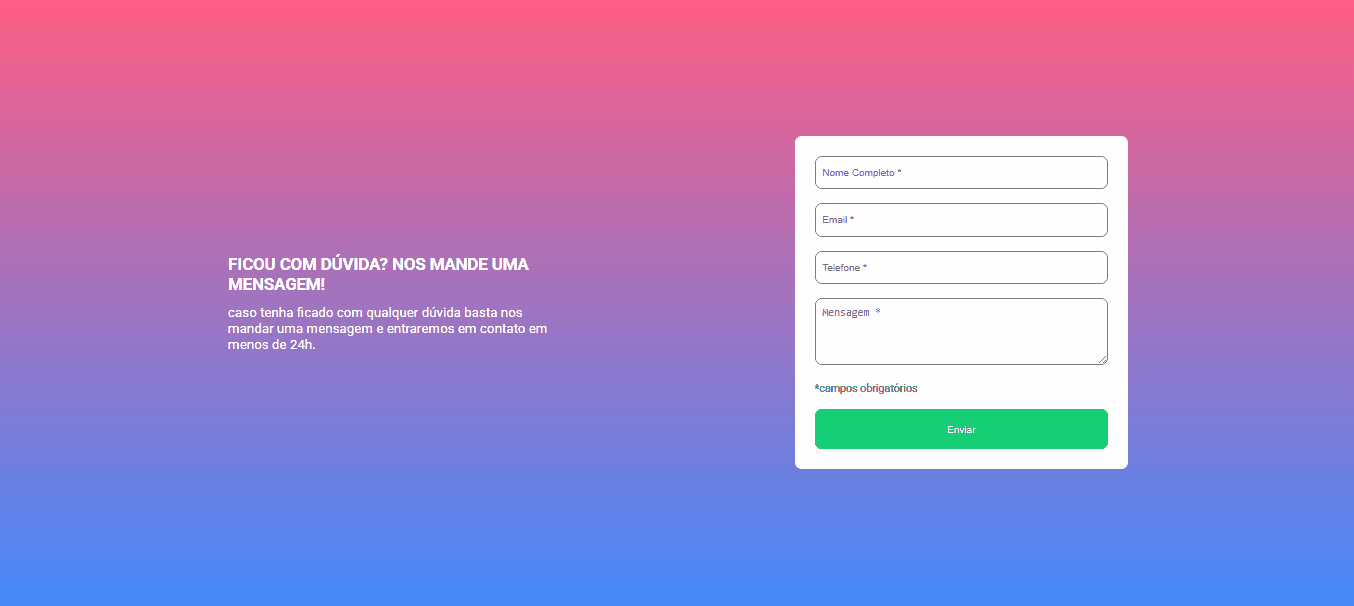 FICOU COM DÚVIDA? NOS MANDE UMA
MENSAGEM!
caso tenha ficado com qualquer dúvida basta nos
mandar uma mensagem e entraremos em contato em
menos de 24h.
Nome Completo *
Email *
Telefone *
Mensagem *
*campos obrigatórios
Enviar